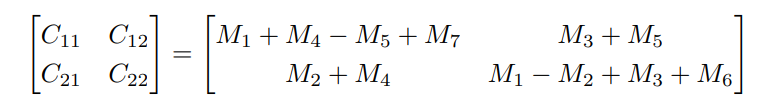 [C₁₁ C₁₂] = [M₁ + M₄ − M₅ + M₇ M₃ + M₅]
[C₂₁ C₂₂] [M₂ + M₄ M₁ − M₂ + M₃ + M₆]